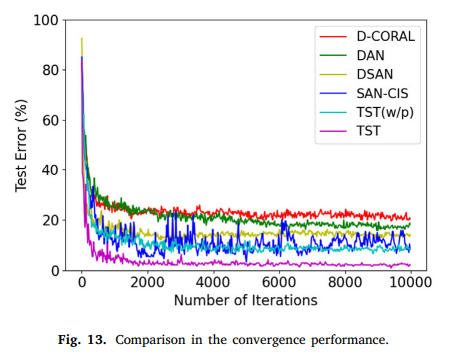 100
80
60
40
20
0
Test Error (%)
D-CORAL
DAN
DSAN
SAN-CIS
TST(w/p)
TST
0 2000 4000 6000 8000 10000
Number of Iterations
Fig. 13. Comparison in the convergence performance.